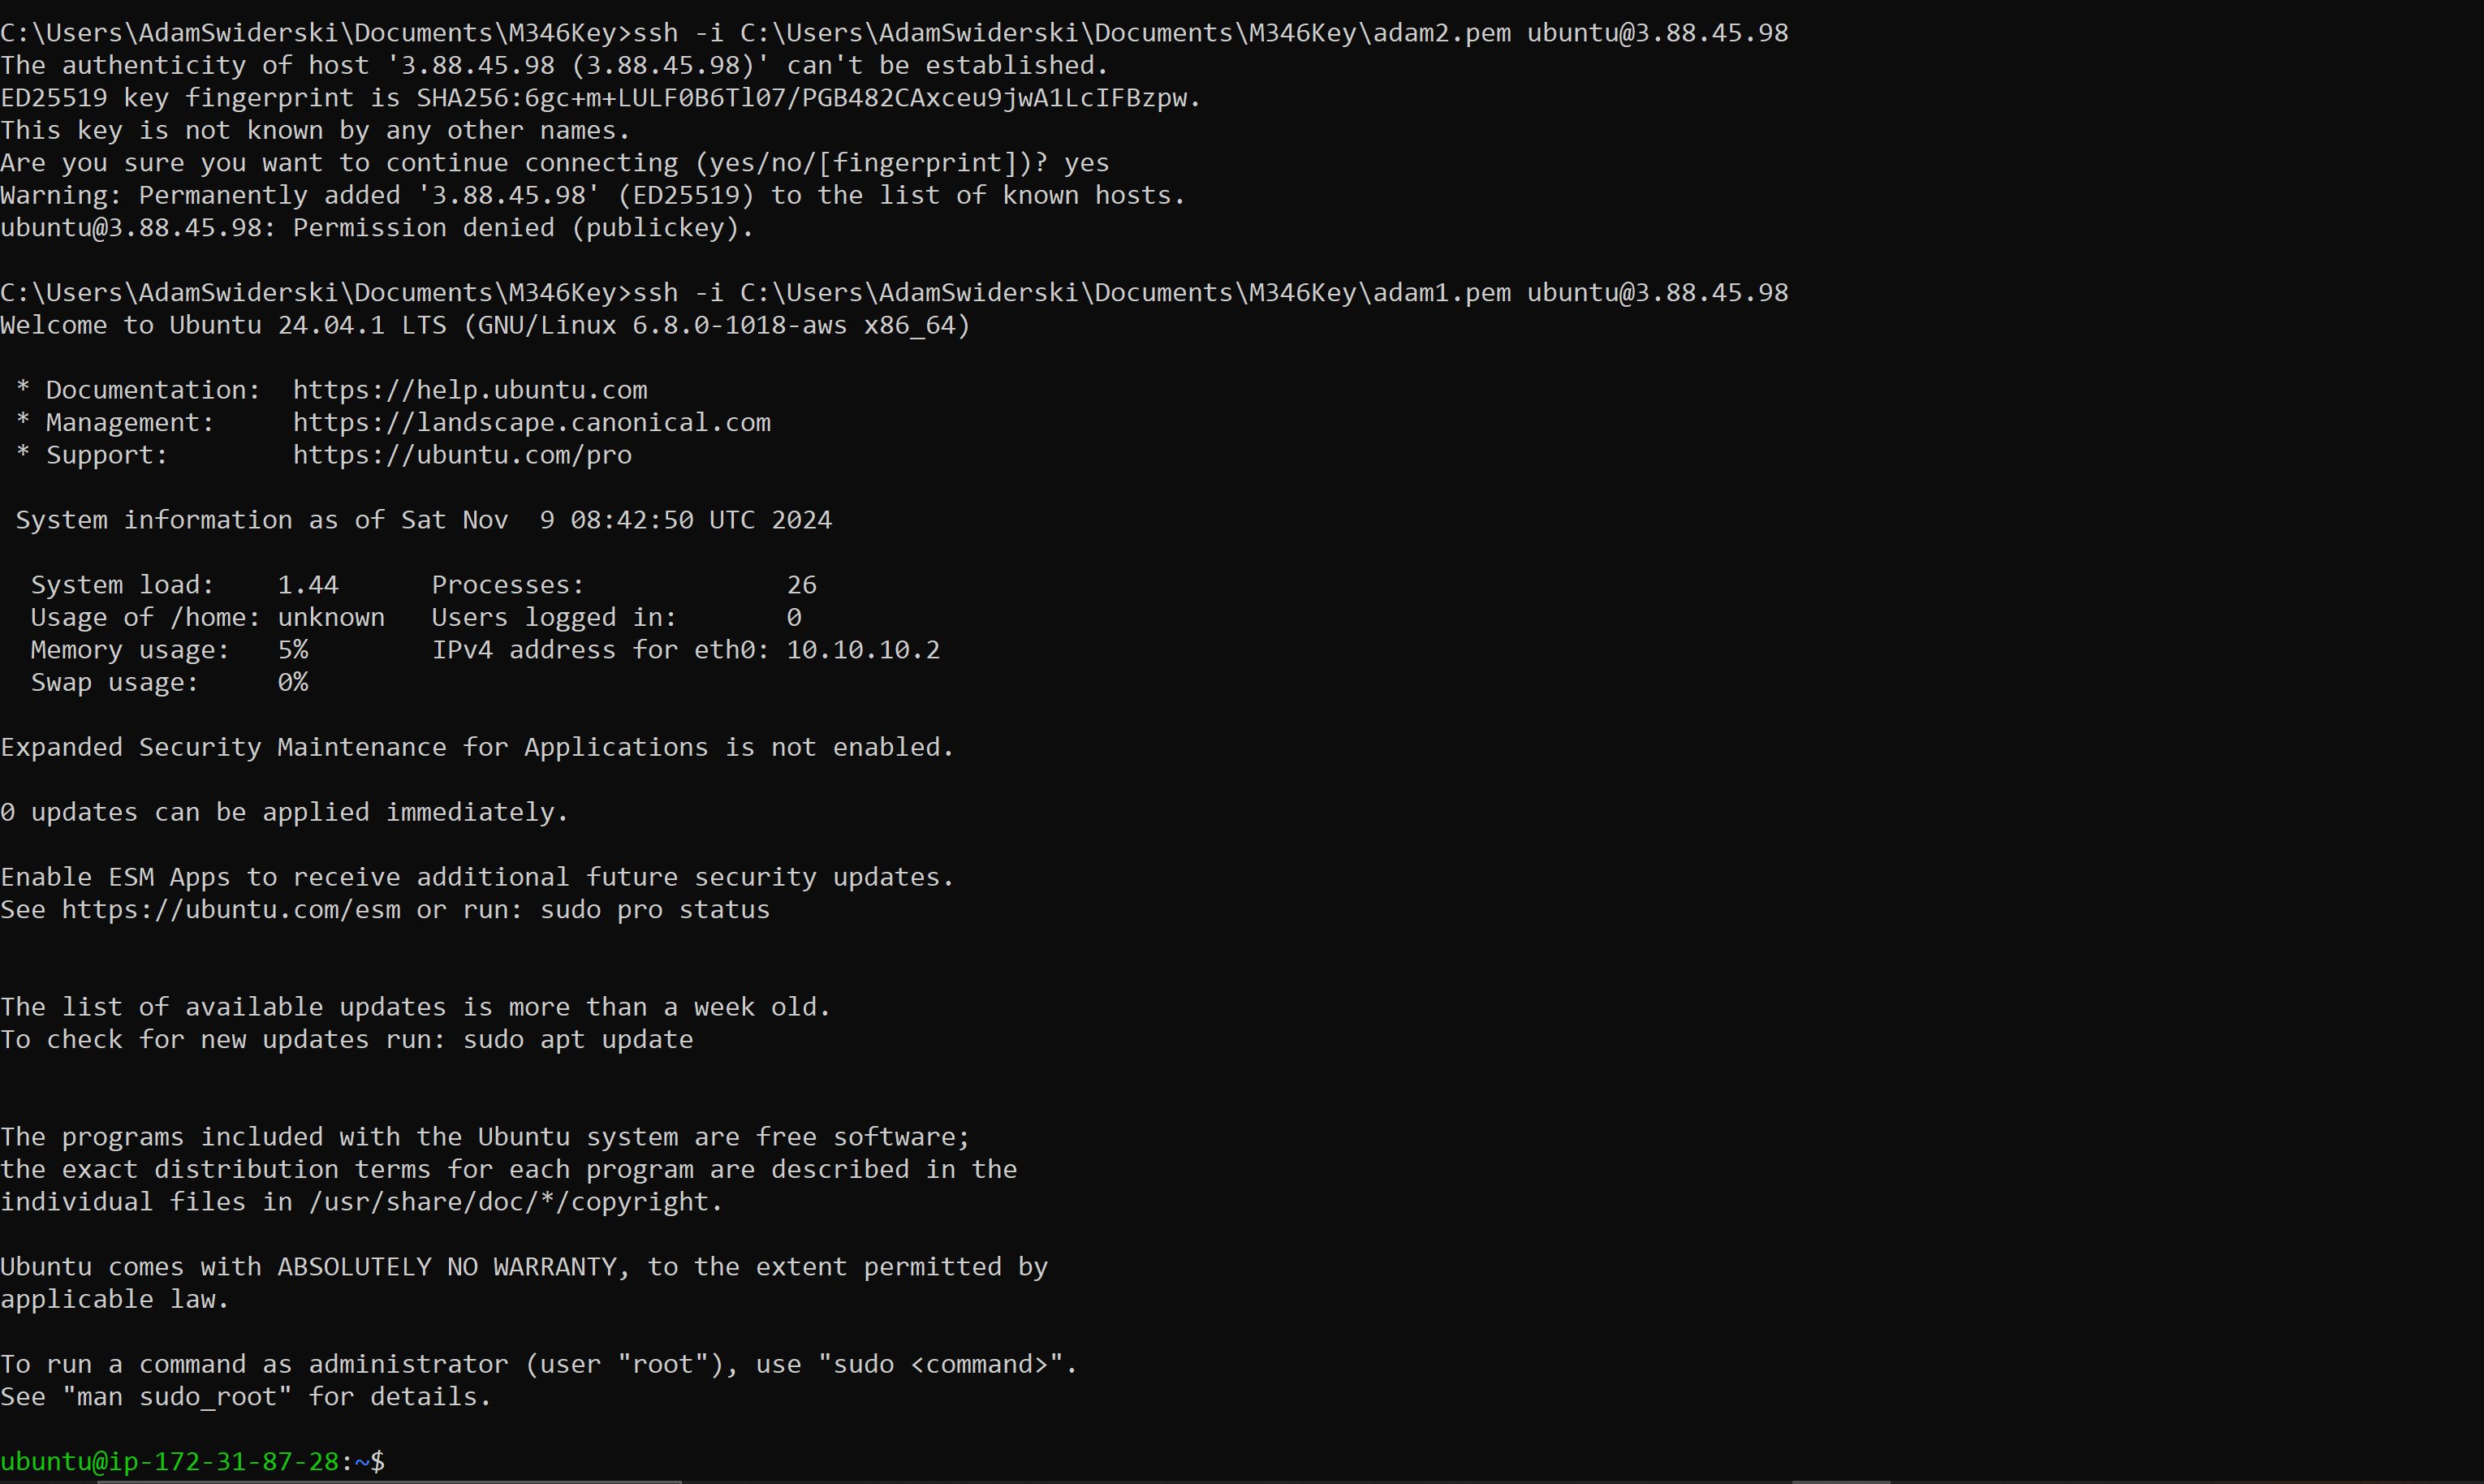 C:\Users\AdamSwiderski\Documents\M346Key>ssh -i C:\Users\AdamSwiderski\Documents\M346Key\adam2.pem ubuntu@3.88.45.98
The authenticity of host '3.88.45.98 (3.88.45.98)' can't be established.
ED25519 key fingerprint is SHA256:6gc+m+LULF0B6Tl07/PGB482CAxceu9jwA1LcIFBzpw.
This key is not known by any other names.
Are you sure you want to continue connecting (yes/no/[fingerprint])? yes
Warning: Permanently added '3.88.45.98' (ED25519) to the list of known hosts.
ubuntu@3.88.45.98: Permission denied (publickey).

C:\Users\AdamSwiderski\Documents\M346Key>ssh -i C:\Users\AdamSwiderski\Documents\M346Key\adam1.pem ubuntu@3.88.45.98
Welcome to Ubuntu 24.04.1 LTS (GNU/Linux 6.8.0-1018-aws x86_64)

 * Documentation:  https://help.ubuntu.com
 * Management:     https://landscape.canonical.com
 * Support:        https://ubuntu.com/pro

 System information as of Sat Nov  9 08:42:50 UTC 2024

  System load:    1.44      Processes:             26
  Usage of /home: unknown   Users logged in:       0
  Memory usage:   5%        IPv4 address for eth0: 10.10.10.2
  Swap usage:     0%

Expanded Security Maintenance for Applications is not enabled.

0 updates can be applied immediately.

Enable ESM Apps to receive additional future security updates.
See https://ubuntu.com/esm or run: sudo pro status

The list of available updates is more than a week old.
To check for new updates run: sudo apt update

The programs included with the Ubuntu system are free software;
the exact distribution terms for each program are described in the
individual files in /usr/share/doc/*/copyright.

Ubuntu comes with ABSOLUTELY NO WARRANTY, to the extent permitted by
applicable law.

To run a command as administrator (user "root"), use "sudo <command>".
See "man sudo_root" for details.

ubuntu@ip-172-31-87-28:~$